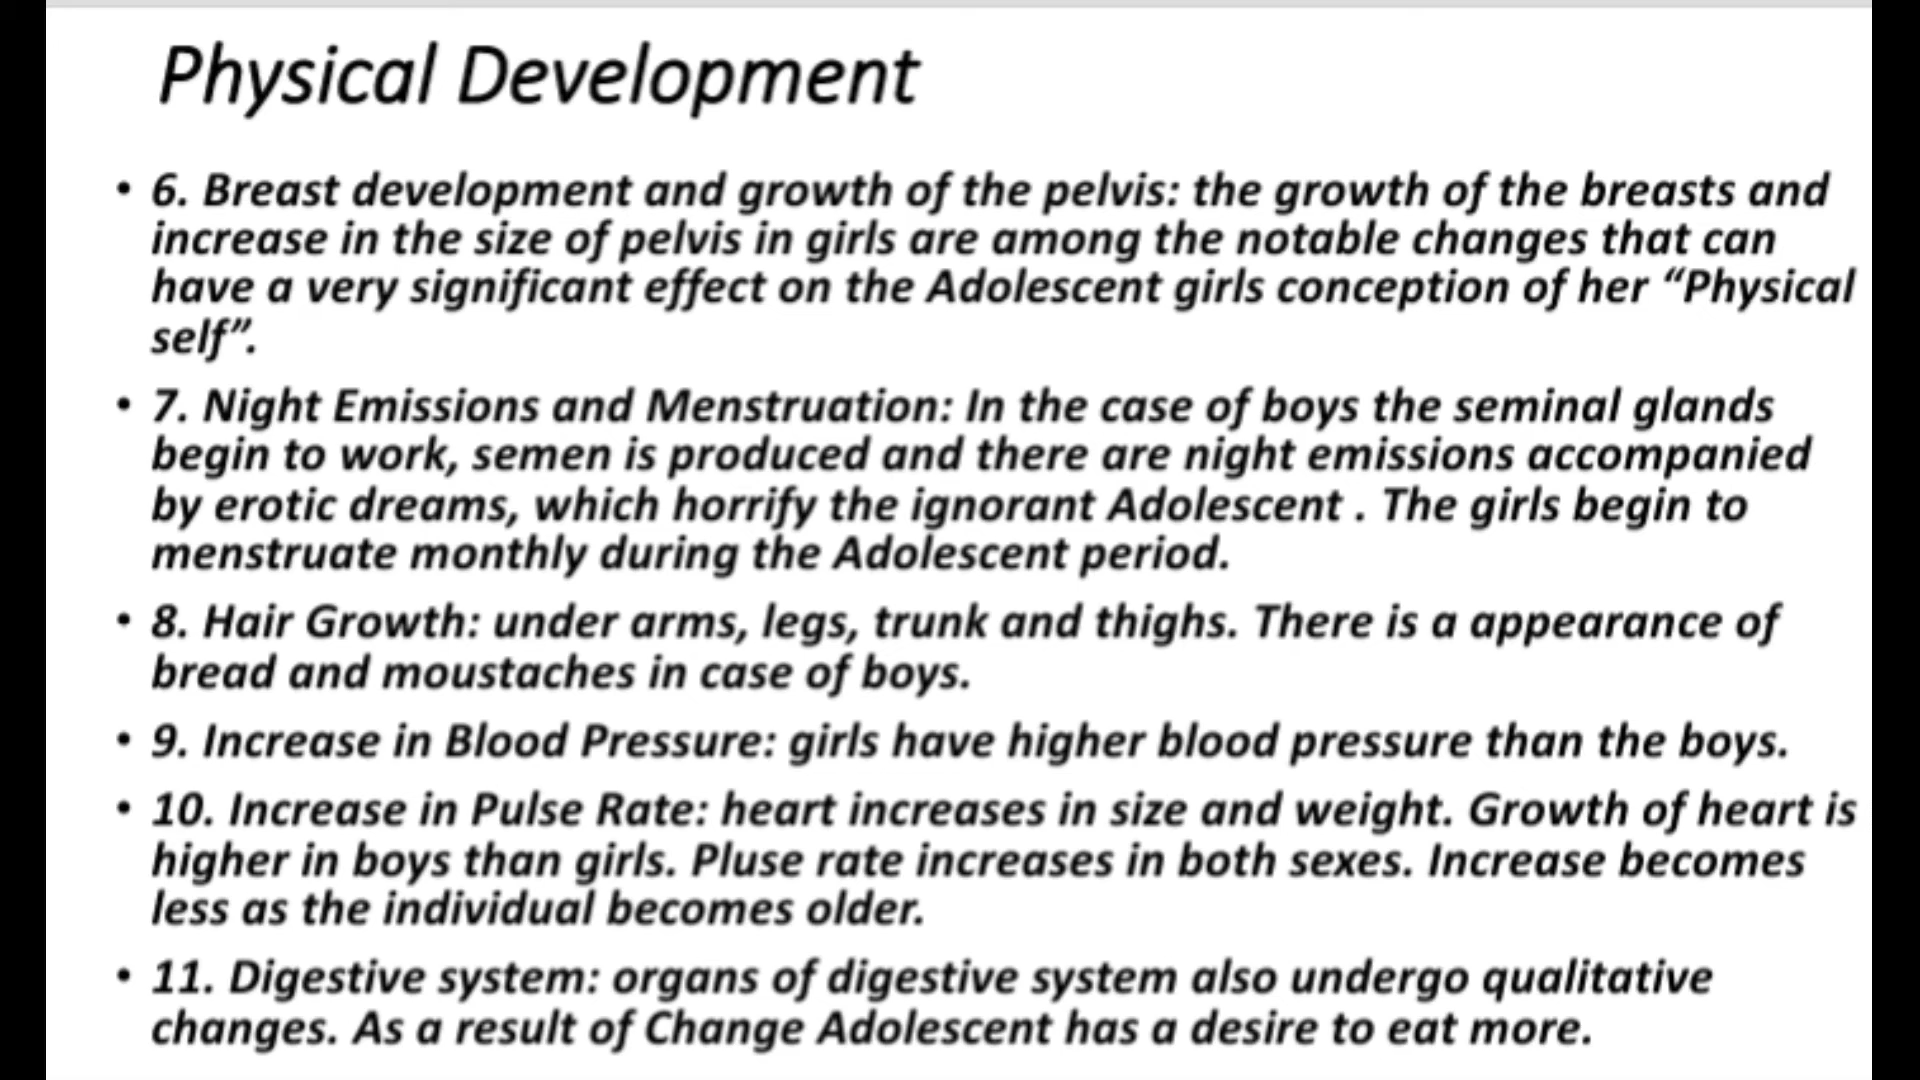 Physical Development
• 6. Breast development and growth of the pelvis: the growth of the breasts and
increase in the size of pelvis in girls are among the notable changes that can
have a very significant effect on the Adolescent girls conception of her “Physical
self”.
• 7. Night Emissions and Menstruation: In the case of boys the seminal glands
begin to work, semen is produced and there are night emissions accompanied
by erotic dreams, which horrify the ignorant Adolescent . The girls begin to
menstruate monthly during the Adolescent period.
• 8. Hair Growth: under arms, legs, trunk and thighs. There is a appearance of
bread and moustaches in case of boys.
• 9. Increase in Blood Pressure: girls have higher blood pressure than the boys.
• 10. Increase in Pulse Rate: heart increases in size and weight. Growth of heart is
higher in boys than girls. Pluse rate increases in both sexes. Increase becomes
less as the individual becomes older.
• 11. Digestive system: organs of digestive system also undergo qualitative
changes. As a result of Change Adolescent has a desire to eat more.